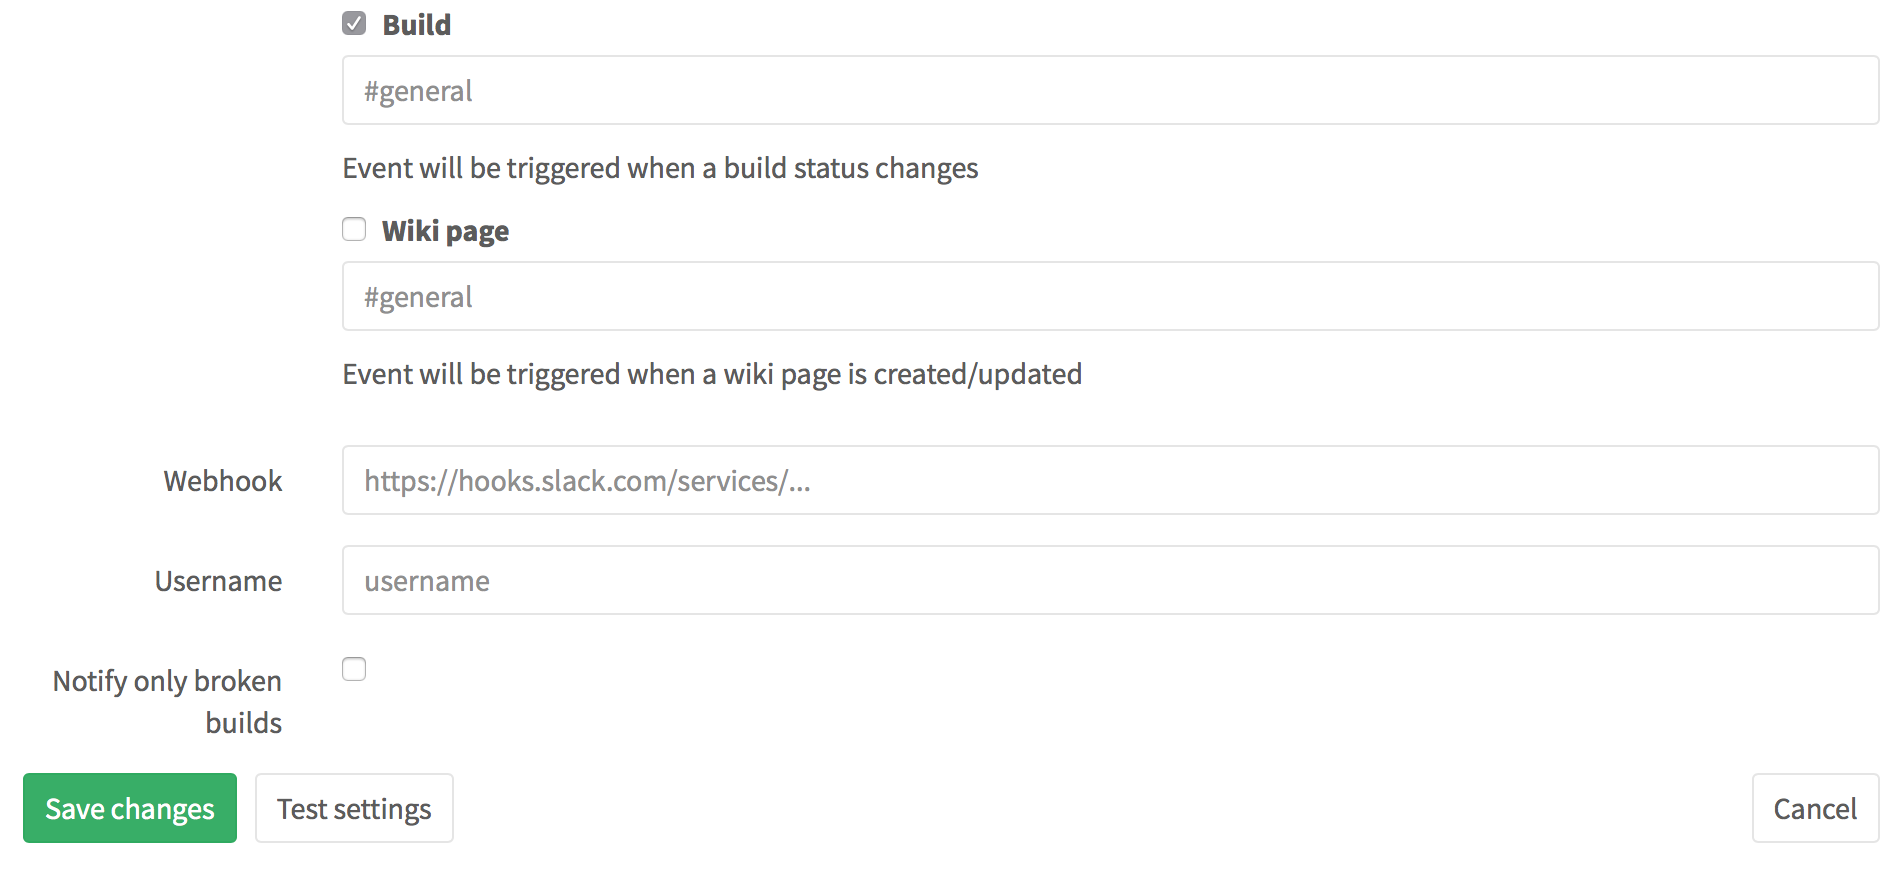 Build
#general
Event will be triggered when a build status changes
Wiki page
#general
Event will be triggered when a wiki page is created/updated
Webhook
https://hooks.slack.com/services/...
Username
username
Notify only broken
builds
Save changes
Test settings
Cancel